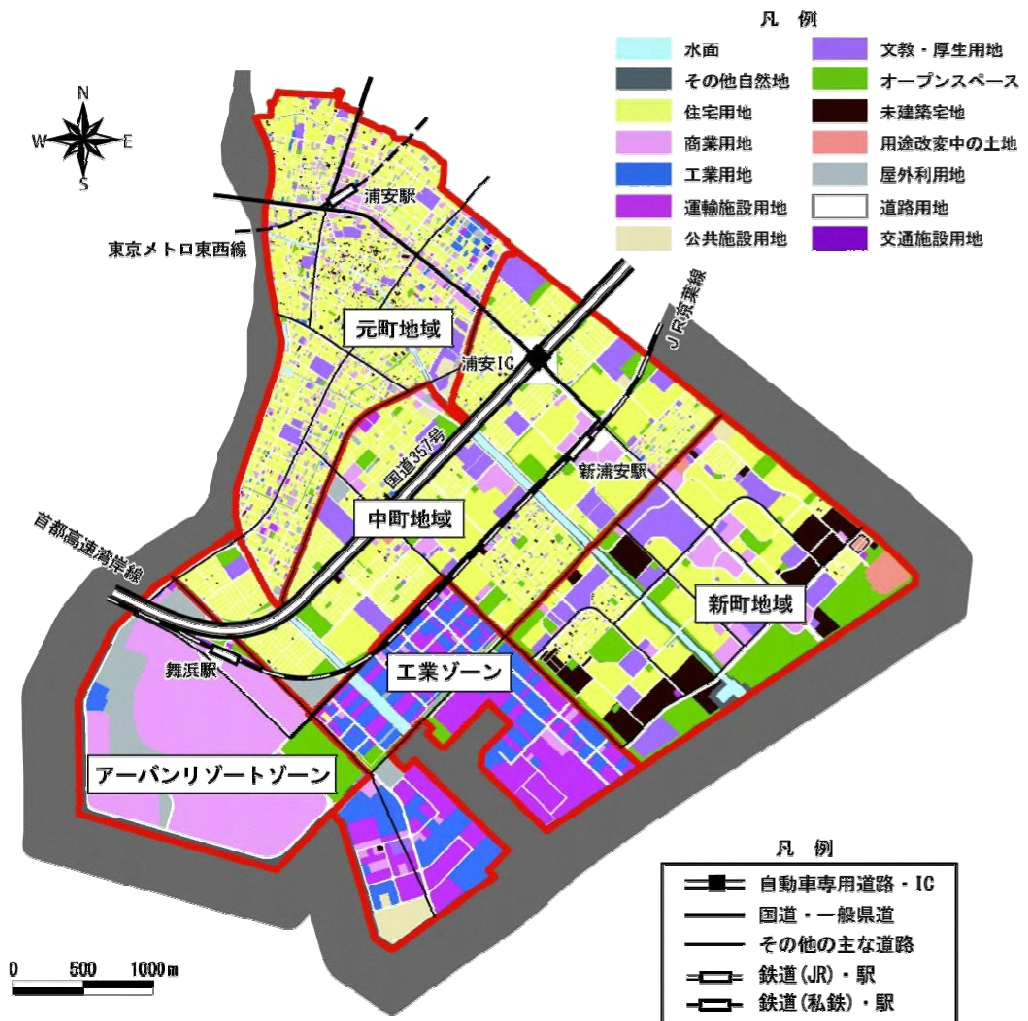 凡 例
水面
その他自然地
住宅用地
商業用地
工業用地
運輸施設用地
公共施設用地
文教・厚生用地
オープンスペース
未建築宅地
用途改変中の土地
屋外利用地
道路用地
交通施設用地
N
W
E
S
浦安駅
東京メトロ東西線
元町地域
浦安IC
JR京葉線
国道357号
新浦安駅
中町地域
首都高速湾岸線
新町地域
舞浜駅
工業ゾーン
アーバンリゾートゾーン
凡 例
自動車専用道路・IC
国道・一般県道
その他の主な道路
鉄道(JR)・駅
鉄道(私鉄)・駅
0 500 1000m